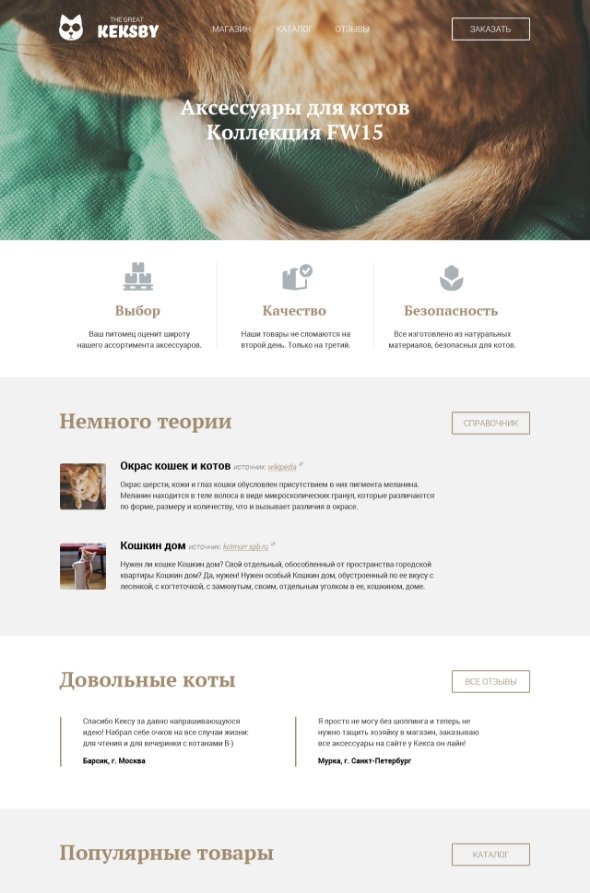 THE GREAT
KEKSBY
МАГАЗИН
КАТАЛОГ
ОТЗЫВЫ
ЗАКАЗАТЬ
Аксессуары для котов
Коллекция FW15
Выбор
Ваш питомец оценит широту
нашего ассортимента аксессуаров.
Качество
Наши товары не сломаются на
второй день. Только на третий.
Безопасность
Все изготовлено из натуральных
материалов, безопасных для котов.
Немного теории
СПРАВОЧНИК
Окрас кошек и котов источник: wikipedia
Окрас шерсти, кожи и глаз кошки обусловлен присутствием в них пигмента меланина.
Меланин находится в теле волоса в виде микроскопических гранул, которые различаются
по форме, размеру и количеству, что и вызывает различия в окрасе.
Кошкин дом источник: kotmurr.spb.ru
Нужен ли кошке Кошкин дом? Свой отдельный, обособленный от пространства городской
квартиры Кошкин дом? Да, нужен! Нужен особый Кошкин дом, обустроенный по ее вкусу с
лесенкой, с когтеточкой, с замкнутым, своим, отдельным уголком в ее, кошкином, доме.
Довольные коты
ВСЕ ОТЗЫВЫ
Спасибо Кексу за давно напрашивающуюся
идею! Набрал себе очков на все случаи жизни:
для чтения и для вечеринки с котанами 8-)
Барсик, г. Москва
Я просто не могу без шоппинга и теперь не
нужно тащить хозяйку в магазин, заказываю
все аксессуары на сайте у Кекса он-лайн!
Мурка, г. Санкт-Петербург
Популярные товары
КАТАЛОГ